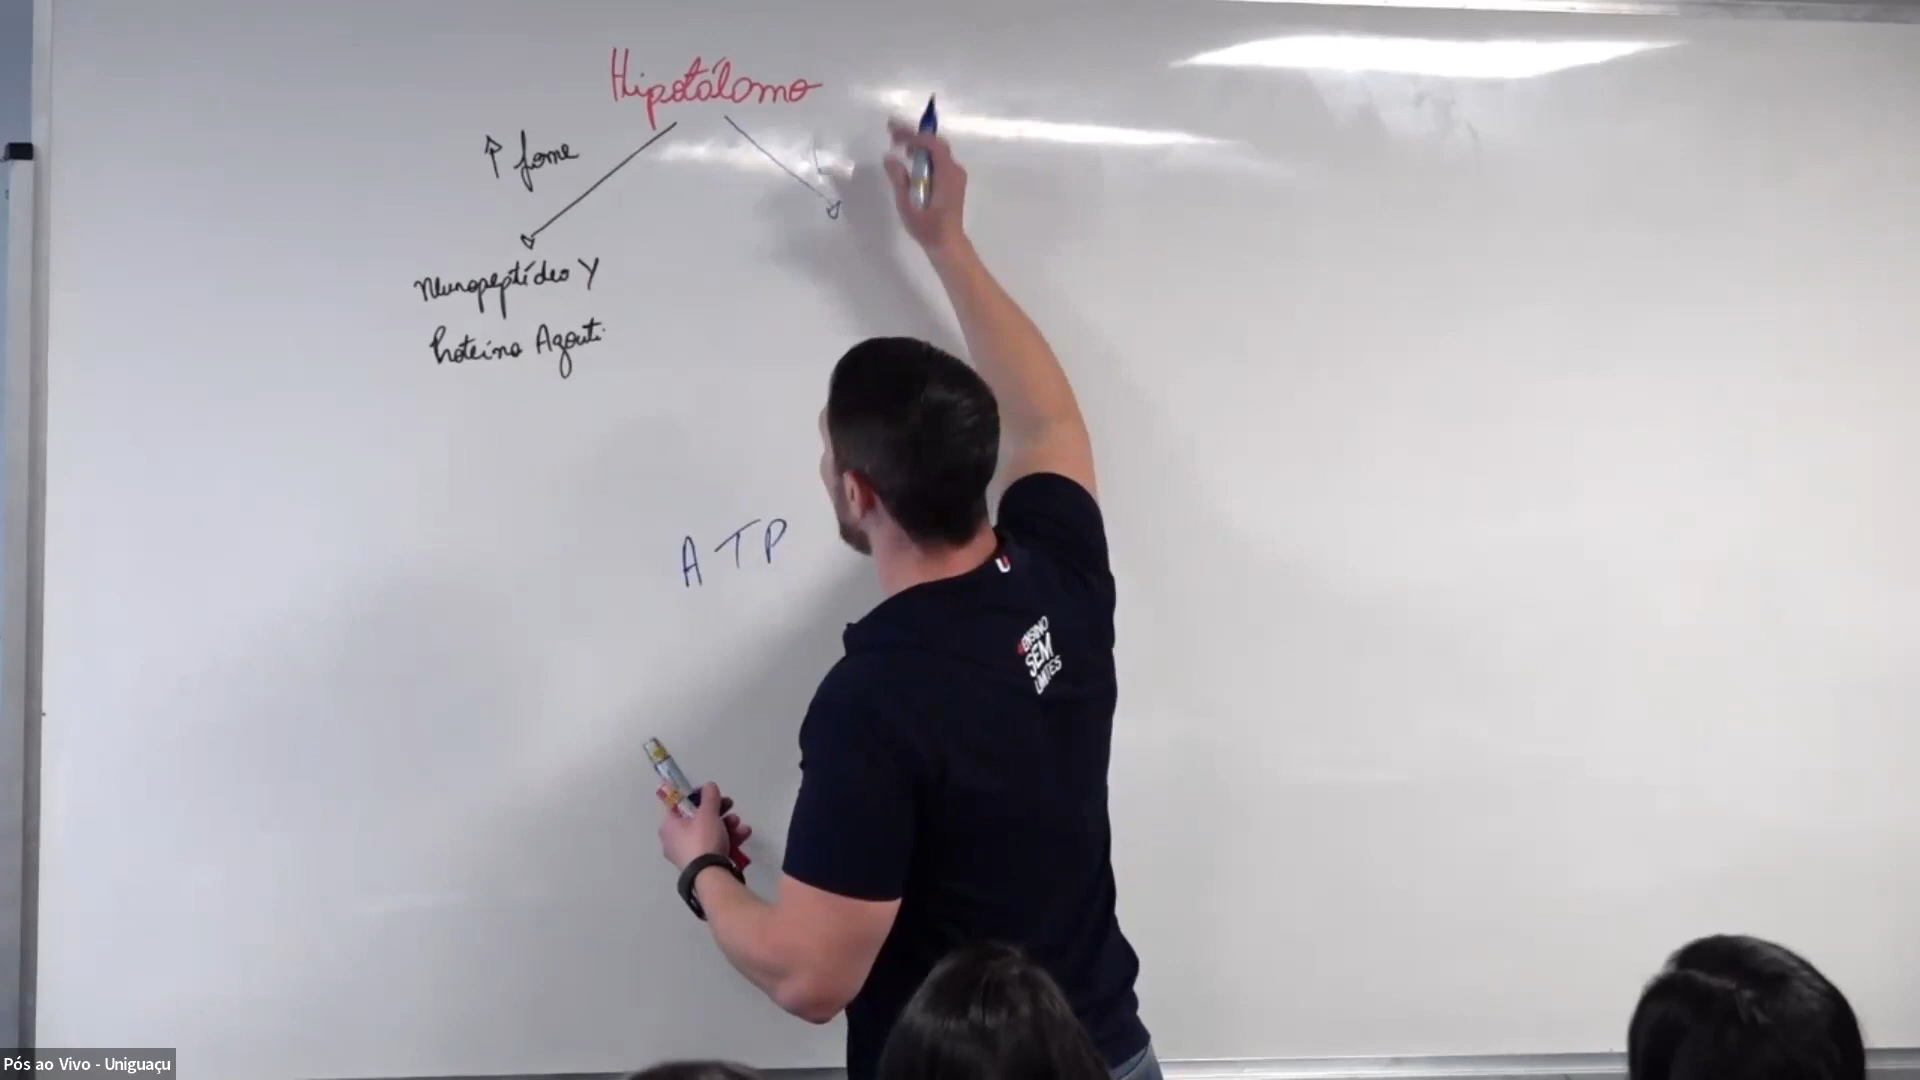 Hipotálamo
↑ fome
Neuropeptídeo Y
Proteína Agouti
ATP
U
#ENSINO
SEM
LIMITES
Pós ao Vivo - Uniguaçu